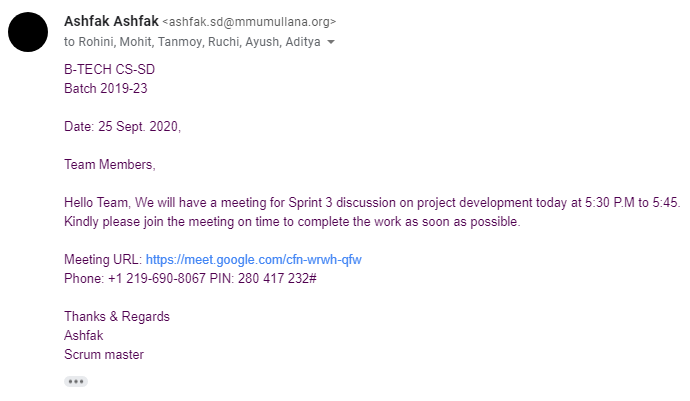 Ashfak Ashfak <ashfak.sd@mmumullana.org>
to Rohini, Mohit, Tanmoy, Ruchi, Ayush, Aditya
B-TECH CS-SD
Batch 2019-23
Date: 25 Sept. 2020,
Team Members,
Hello Team, We will have a meeting for Sprint 3 discussion on project development today at 5:30 P.M to 5:45.
Kindly please join the meeting on time to complete the work as soon as possible.
Meeting URL: https://meet.google.com/cfn-wrwh-qfw
Phone: +1 219-690-8067 PIN: 280 417 232#
Thanks & Regards
Ashfak
Scrum master